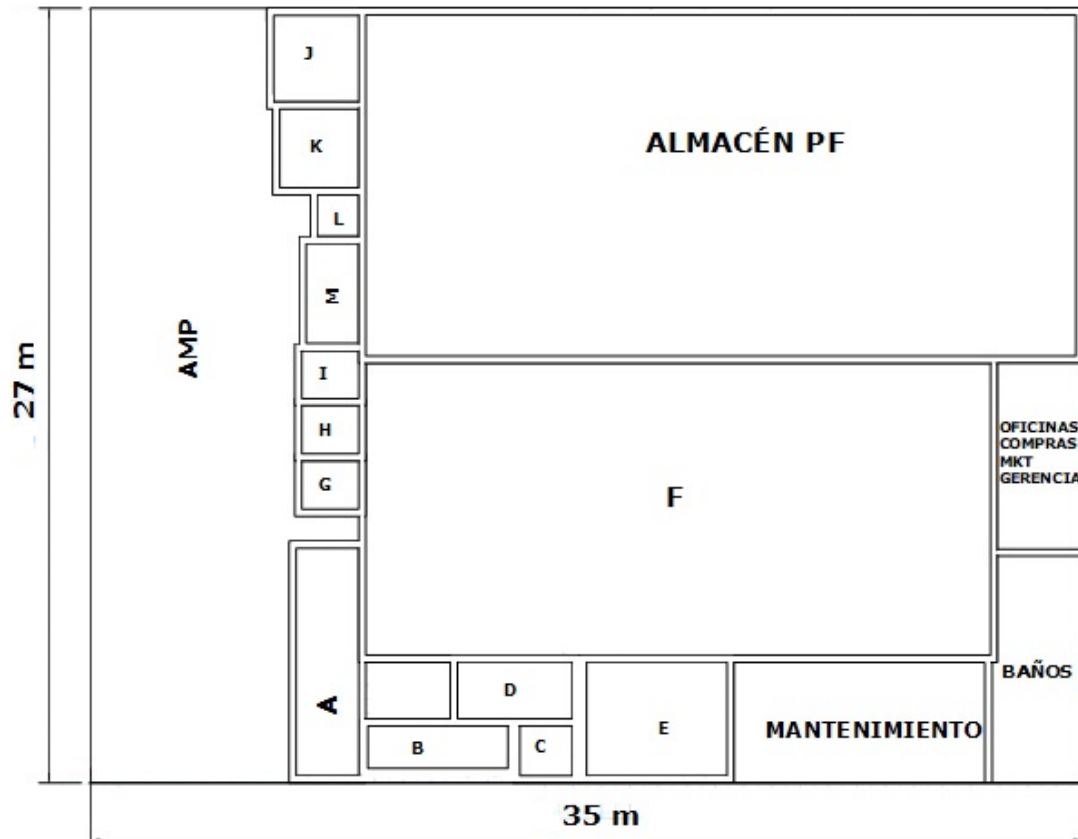 J
ALMACÉN PF
K
L
M
AMP
27 m
I
H
G
OFICINAS
COMPRAS
MKT
GERENCIA
F
A
D
BAÑOS
B
C
E
MANTENIMIENTO
35 m